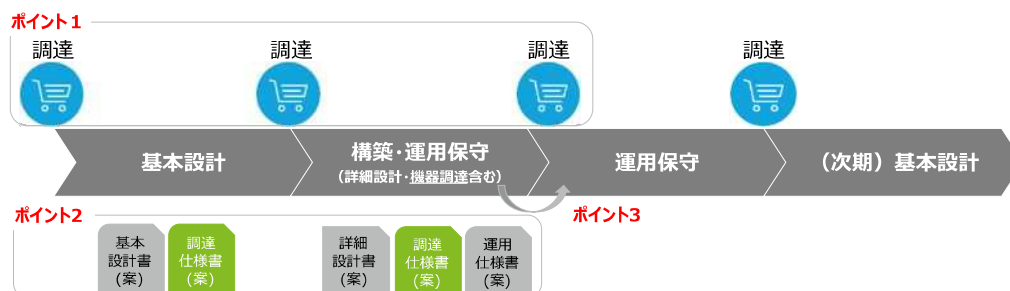 ポイント1
調達
調達
調達
調達
基本設計
構築・運用保守
(詳細設計・機器調達含む)
運用保守
(次期)基本設計
ポイント2
ポイント3
基本
設計書
(案)
調達
仕様書
(案)
詳細
設計書
(案)
調達
仕様書
(案)
運用
仕様書
(案)